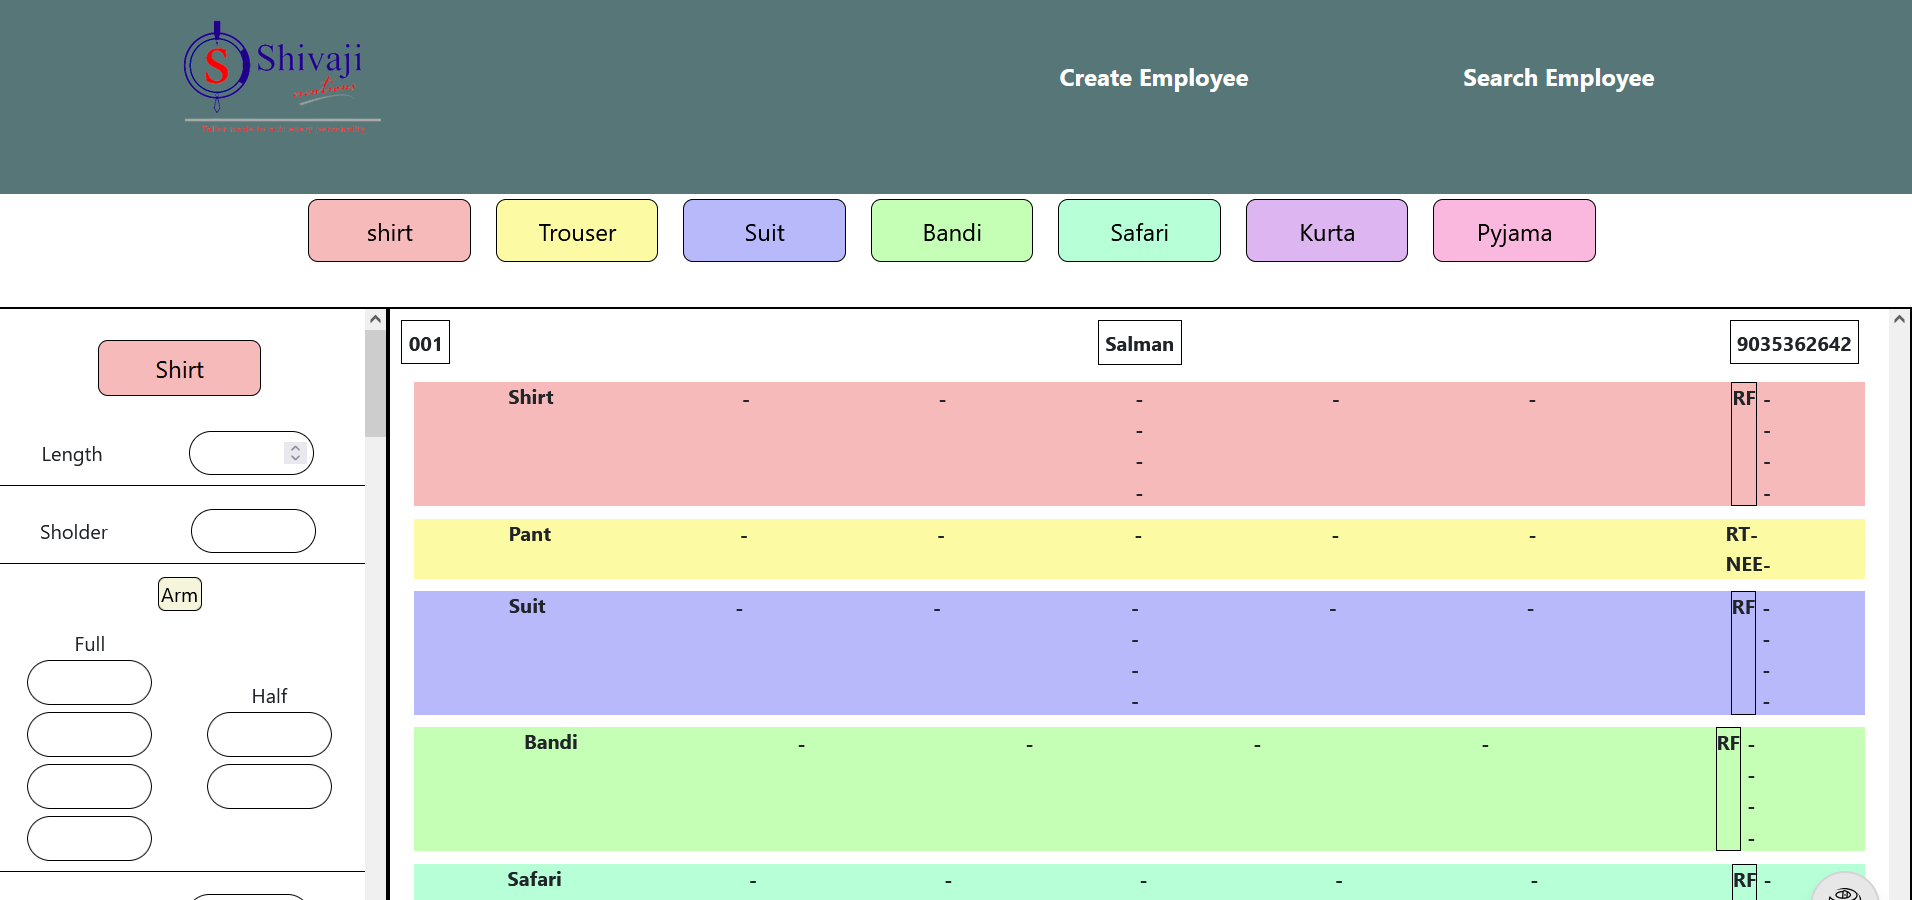 S Shivaji
Create Employee
Search Employee
shirt
Trouser
Suit
Bandi
Safari
Kurta
Pyjama
Shirt
Length
Sholder
Arm
Full
Half
001
Salman
9035362642
Shirt - - - - - RF -
- -
- -
- -
Pant - - - - - RT-
NEE-
Suit - - - - - RF -
- -
- -
- -
Bandi - - - - RF -
-
-
-
Safari - - - - - RF -